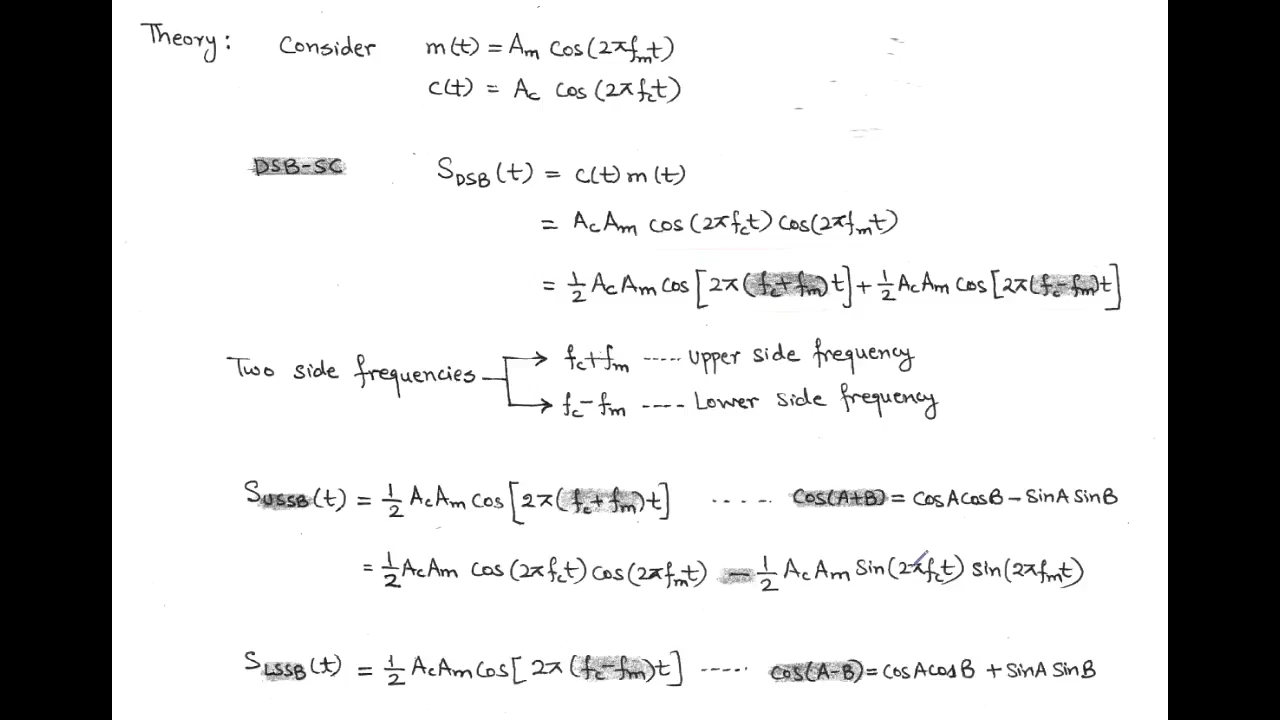 Theory: Consider m(t) = Am Cos(2πfmt)
c(t) = Ac cos(2πfct)
DSB-SC SDSB(t) = c(t) m(t)
= AcAm cos(2πfct) Cos(2πfmt)
= 1/2 AcAm cos[2π(fc+fm)t] + 1/2 AcAm cos[2π(fc-fm)t]
Two side frequencies
fc+fm ----- Upper side frequency
fc-fm ---- Lower side frequency
SUSSB(t) = 1/2 AcAm cos[2π(fc+fm)t] ..... Cos(A+B) = cosAcosB - SinA SinB
= 1/2 AcAm Cos(2πfct) Cos(2πfmt) - 1/2 AcAm Sin(2πfct) sin(2πfmt)
SLSSB(t) = 1/2 AcAm Cos[2π(fc-fm)t] ..... cos(A-B) = cosAcosB + SinA SinB